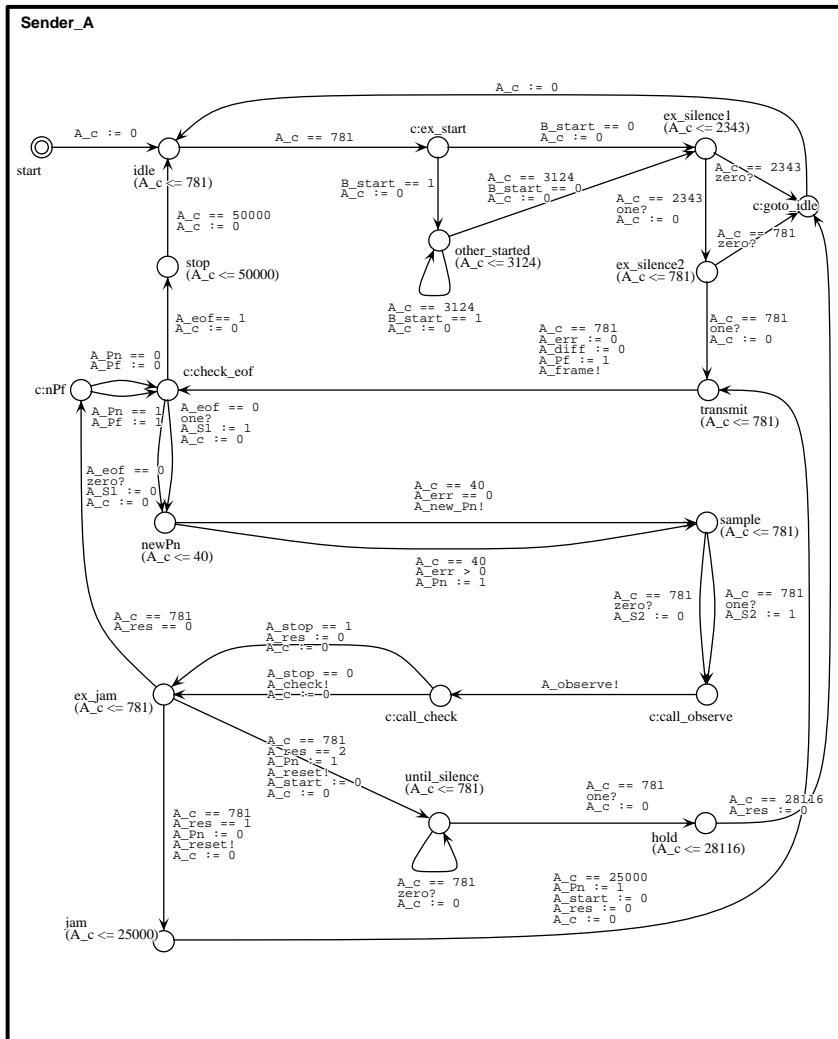 Sender_A
A_c := 0
start
A_c := 0
idle
(A_c <= 781)
A_c == 781
c:ex_start
B_start == 0
A_c := 0
ex_silence1
(A_c <= 2343)
A_c == 2343
zero?
c:goto_idle
B_start == 1
A_c := 0
A_c == 3124
B_start == 0
A_c := 0
A_c == 2343
one?
A_c := 0
A_c == 781
zero?
other_started
(A_c <= 3124)
ex_silence2
(A_c <= 781)
A_c == 50000
A_c := 0
stop
(A_c <= 50000)
A_c == 3124
B_start == 1
A_c := 0
A_c == 781
one?
A_c := 0
A_eof== 1
A_c := 0
A_c == 781
A_err := 0
A_diff := 0
A_Pf := 1
A_frame!
A_Pn == 0
A_Pf := 0
c:check_eof
c:nPf
transmit
(A_c <= 781)
A_Pn == 1
A_Pf := 1
A_eof == 0
one?
A_S1 := 1
A_c := 0
A_eof == 0
zero?
A_S1 := 0
A_c := 0
newPn
(A_c <= 40)
A_c == 40
A_err == 0
A_new_Pn!
sample
(A_c <= 781)
A_c == 40
A_err > 0
A_Pn := 1
A_c == 781
zero?
A_S2 := 0
A_c == 781
one?
A_S2 := 1
A_c == 781
A_res == 0
A_stop == 1
A_res := 0
A_c := 0
A_stop == 0
A_check!
A_c := 0
A_observe!
ex_jam
(A_c <= 781)
c:call_check
c:call_observe
A_c == 781
A_res == 2
A_Pn := 1
A_reset!
A_start := 0
A_c := 0
until_silence
(A_c <= 781)
A_c == 781
one?
A_c := 0
A_c == 28116
A_res := 0
hold
(A_c <= 28116)
A_c == 781
A_res == 1
A_Pn := 0
A_reset!
A_c := 0
A_c == 781
zero?
A_c := 0
A_c == 25000
A_Pn := 1
A_start := 0
A_res := 0
A_c := 0
jam
(A_c <= 25000)